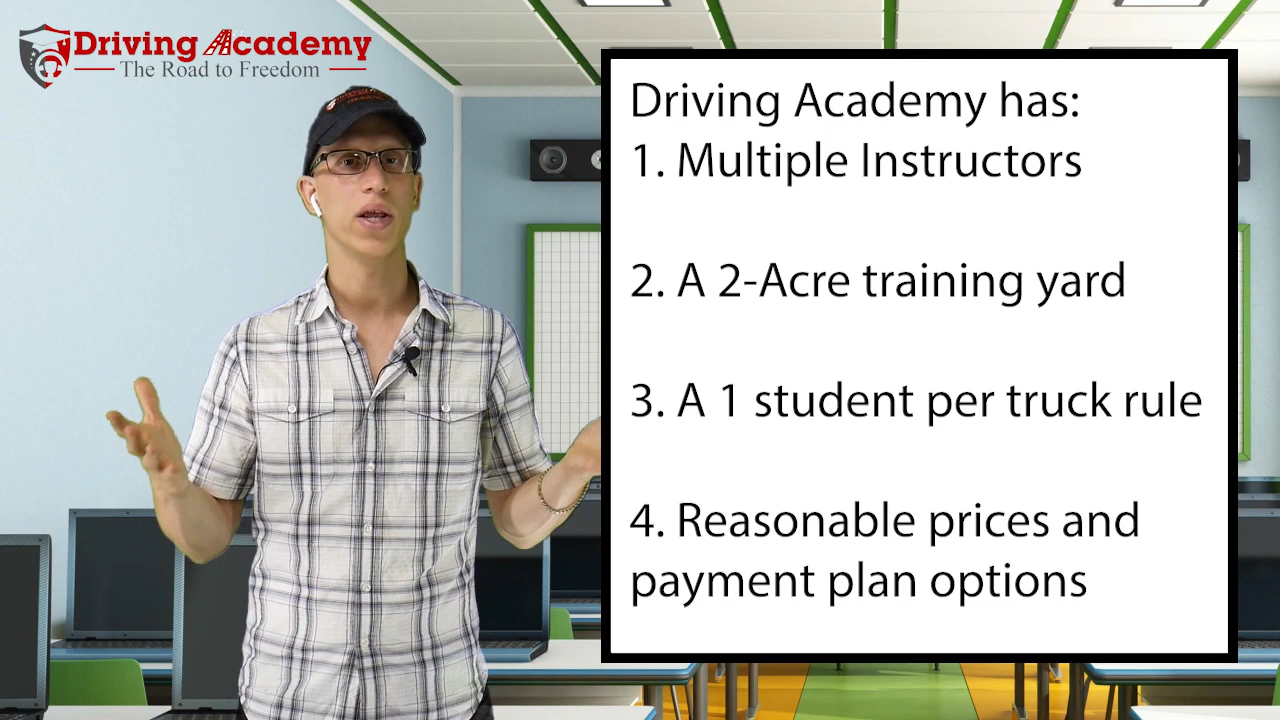 Driving Academy
The Road to Freedom
Driving Academy has:
1. Multiple Instructors
2. A 2-Acre training yard
3. A 1 student per truck rule
4. Reasonable prices and
payment plan options